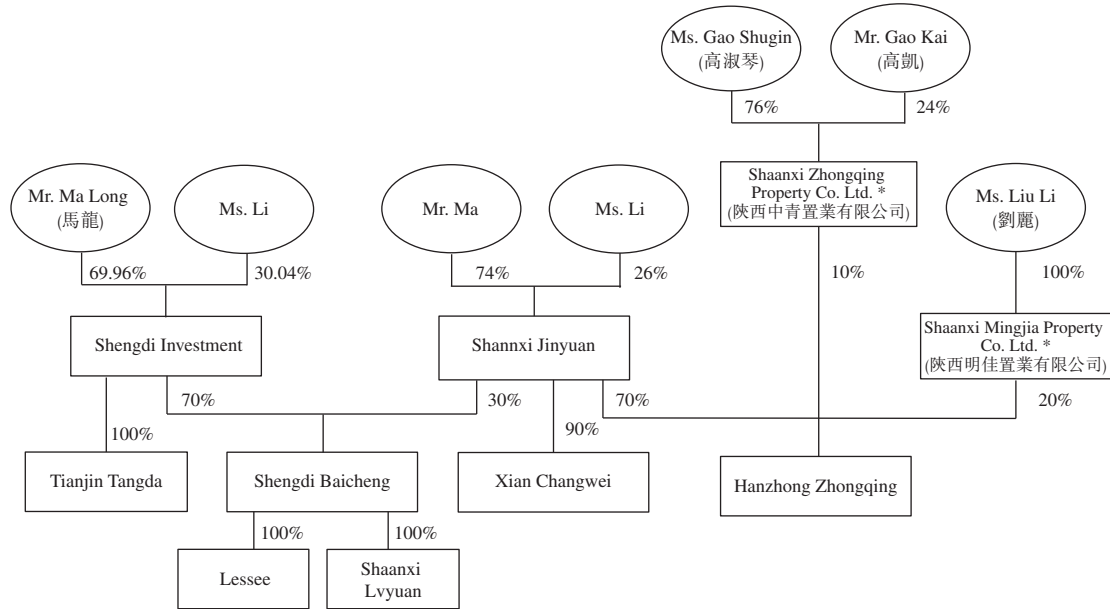 Ms. Gao Shugin
(高淑琴)
Mr. Gao Kai
(高凱)
76%
24%
Shaanxi Zhongqing
Property Co. Ltd. *
(陝西中青置業有限公司)
Mr. Ma Long
(馬龍)
Ms. Li
Mr. Ma
Ms. Li
Ms. Liu Li
(劉麗)
69.96%
30.04%
74%
26%
10%
100%
Shengdi Investment
Shannxi Jinyuan
Shaanxi Mingjia Property
Co. Ltd. *
(陝西明佳置業有限公司)
70%
30%
70%
20%
100%
90%
Tianjin Tangda
Shengdi Baicheng
Xian Changwei
Hanzhong Zhongqing
100%
100%
Lessee
Shaanxi
Lvyuan